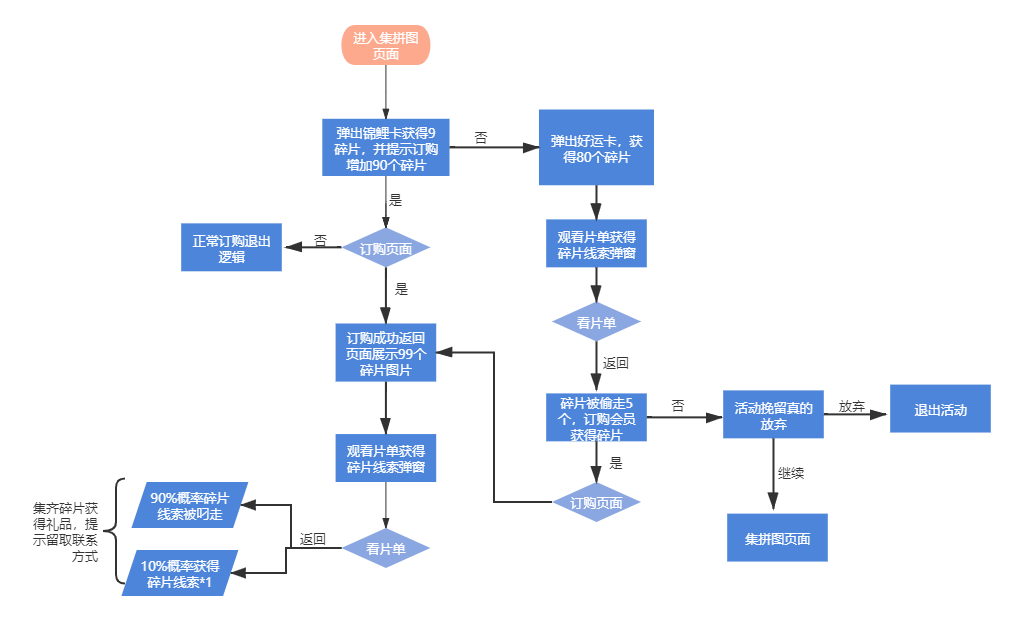 进入集拼图
页面
弹出锦鲤卡获得9
碎片，并提示订购
增加90个碎片
否
弹出好运卡，获
得80个碎片
是
正常订购退出
逻辑
否
订购页面
观看片单获得
碎片线索弹窗
是
看片单
订购成功返回
页面展示99个
碎片图片
返回
碎片被偷走5
个，订购会员
获得碎片
否
活动挽留真的
放弃
放弃
退出活动
观看片单获得
碎片线索弹窗
是
继续
订购页面
集齐碎片获
得礼品，提
示留取联系
方式
90%概率碎片
线索被叼走
返回
看片单
集拼图页面
10%概率获得
碎片线索*1